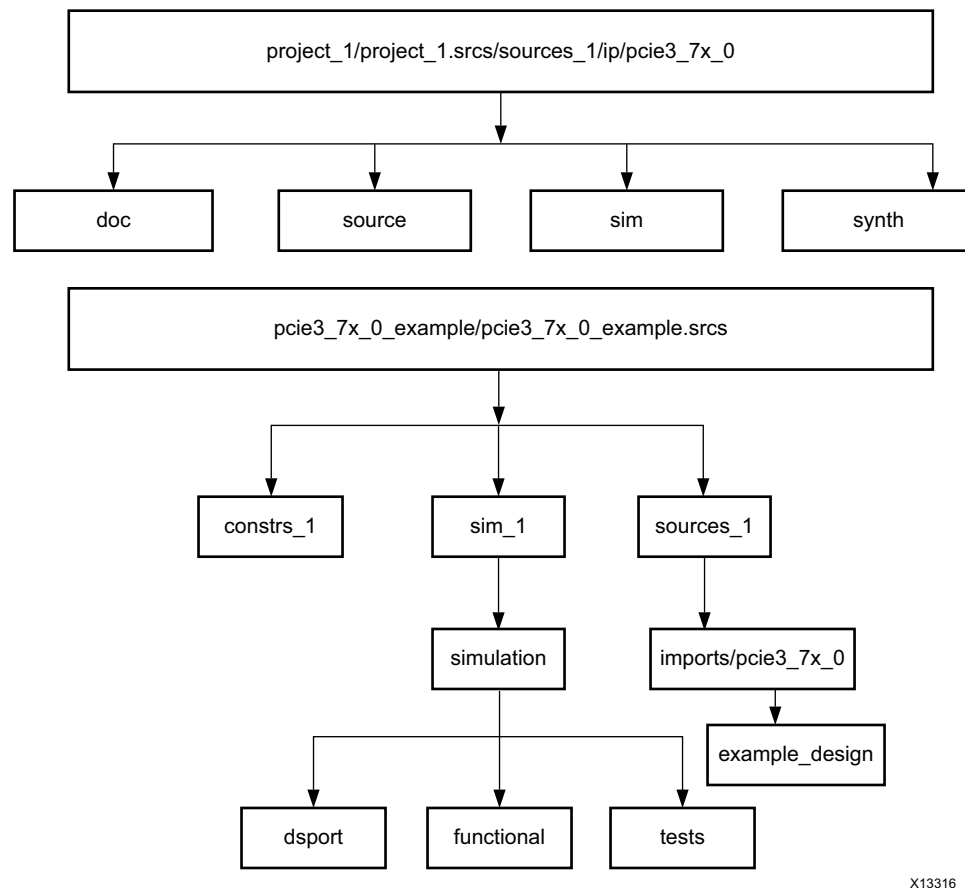 project_1/project_1.srcs/sources_1/ip/pcie3_7x_0
doc
source
sim
synth
pcie3_7x_0_example/pcie3_7x_0_example.srcs
constrs_1
sim_1
sources_1
simulation
imports/pcie3_7x_0
example_design
dsport
functional
tests
X13316